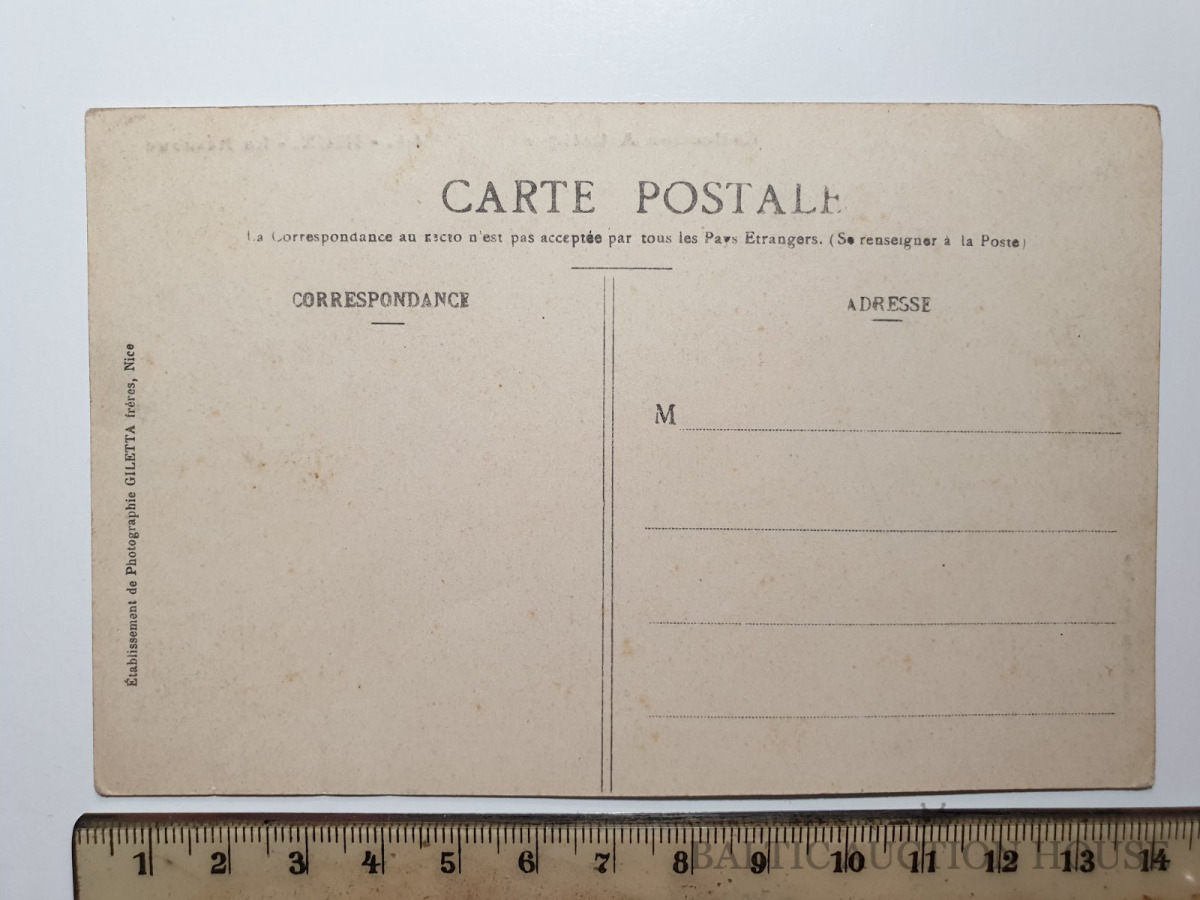 CARTE POSTALE
La Correspondance au recto n'est pas acceptée par tous les Pays Etrangers. (Se renseigner à la Poste)
CORRESPONDANCE
ADRESSE
M
Établissement de Photographie GILETTA frères, Nice
1 2 3 4 5 6 7 8 9 10 11 12 13 14
BALTIC AUCTION HOUSE